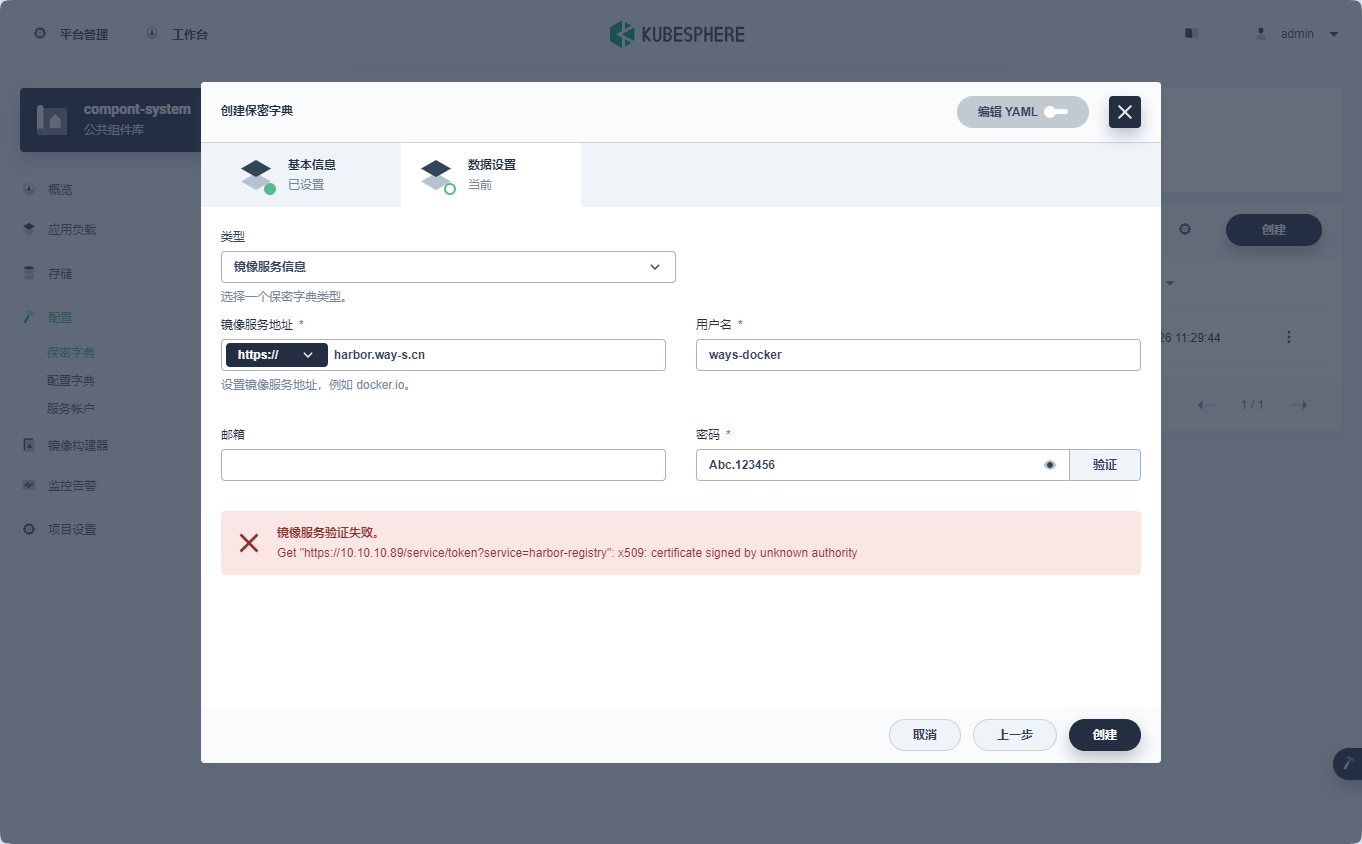 平台管理
工作台
KUBESPHERE
admin
compont-system
公共组件库
概览
应用负载
存储
配置
保密字典
配置字典
服务帐户
镜像构建器
监控告警
项目设置
创建
26 11:29:44
1 / 1
创建保密字典
编辑 YAML
基本信息
已设置
数据设置
当前
类型
镜像服务信息
选择一个保密字典类型。
镜像服务地址 *
https:// harbor.way-s.cn
设置镜像服务地址，例如 docker.io。
用户名 *
ways-docker
邮箱
密码 *
Abc.123456
验证
镜像服务验证失败。
Get "https://10.10.10.89/service/token?service=harbor-registry": x509: certificate signed by unknown authority
取消
上一步
创建